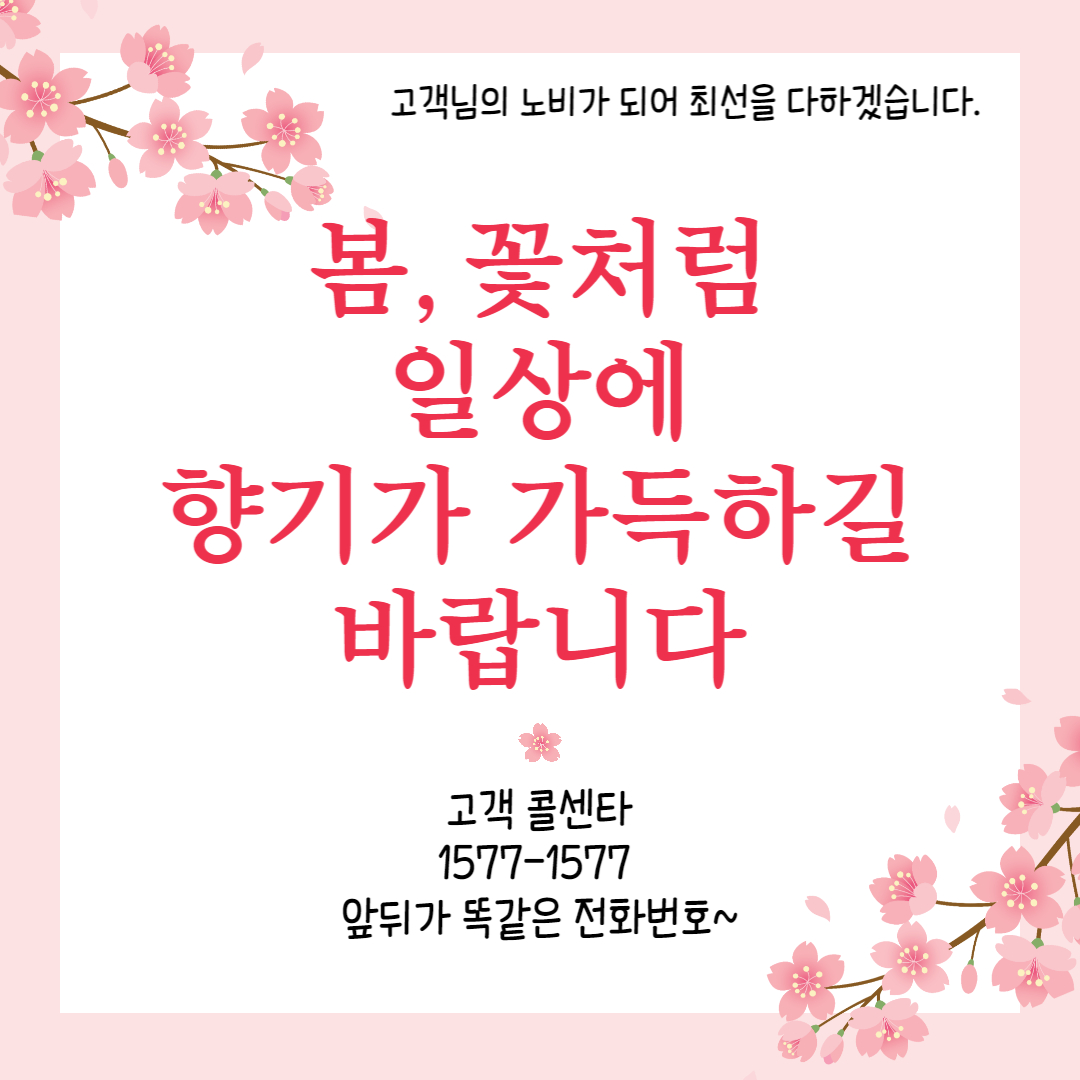 고객님의 노비가 되어 최선을 다하겠습니다.
봄, 꽃처럼
일상에
향기가 가득하길
바랍니다
고객 콜센타
1577-1577
앞뒤가 똑같은 전화번호~